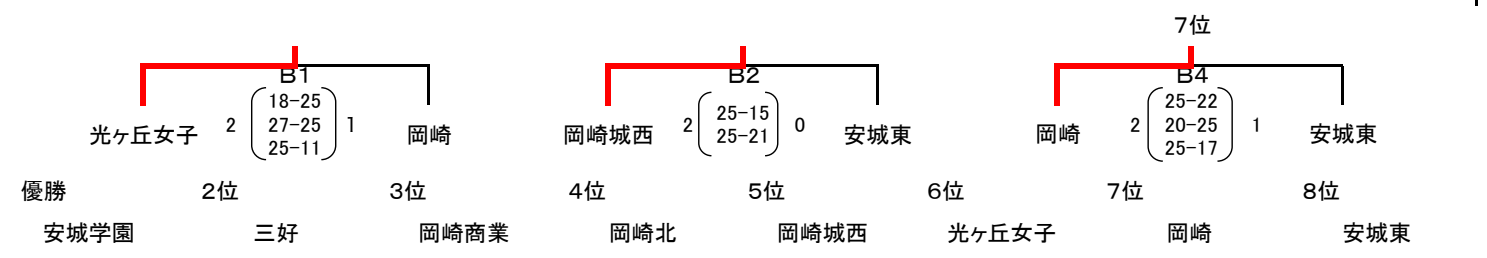 7位
B1
B2
B4
光ヶ丘女子 2 18-25 27-25 25-11 1 岡崎
岡崎城西 2 25-15 25-21 0 安城東
岡崎 2 25-22 20-25 25-17 1 安城東
優勝 2位 3位 4位 5位 6位 7位 8位
安城学園 三好 岡崎商業 岡崎北 岡崎城西 光ヶ丘女子 岡崎 安城東